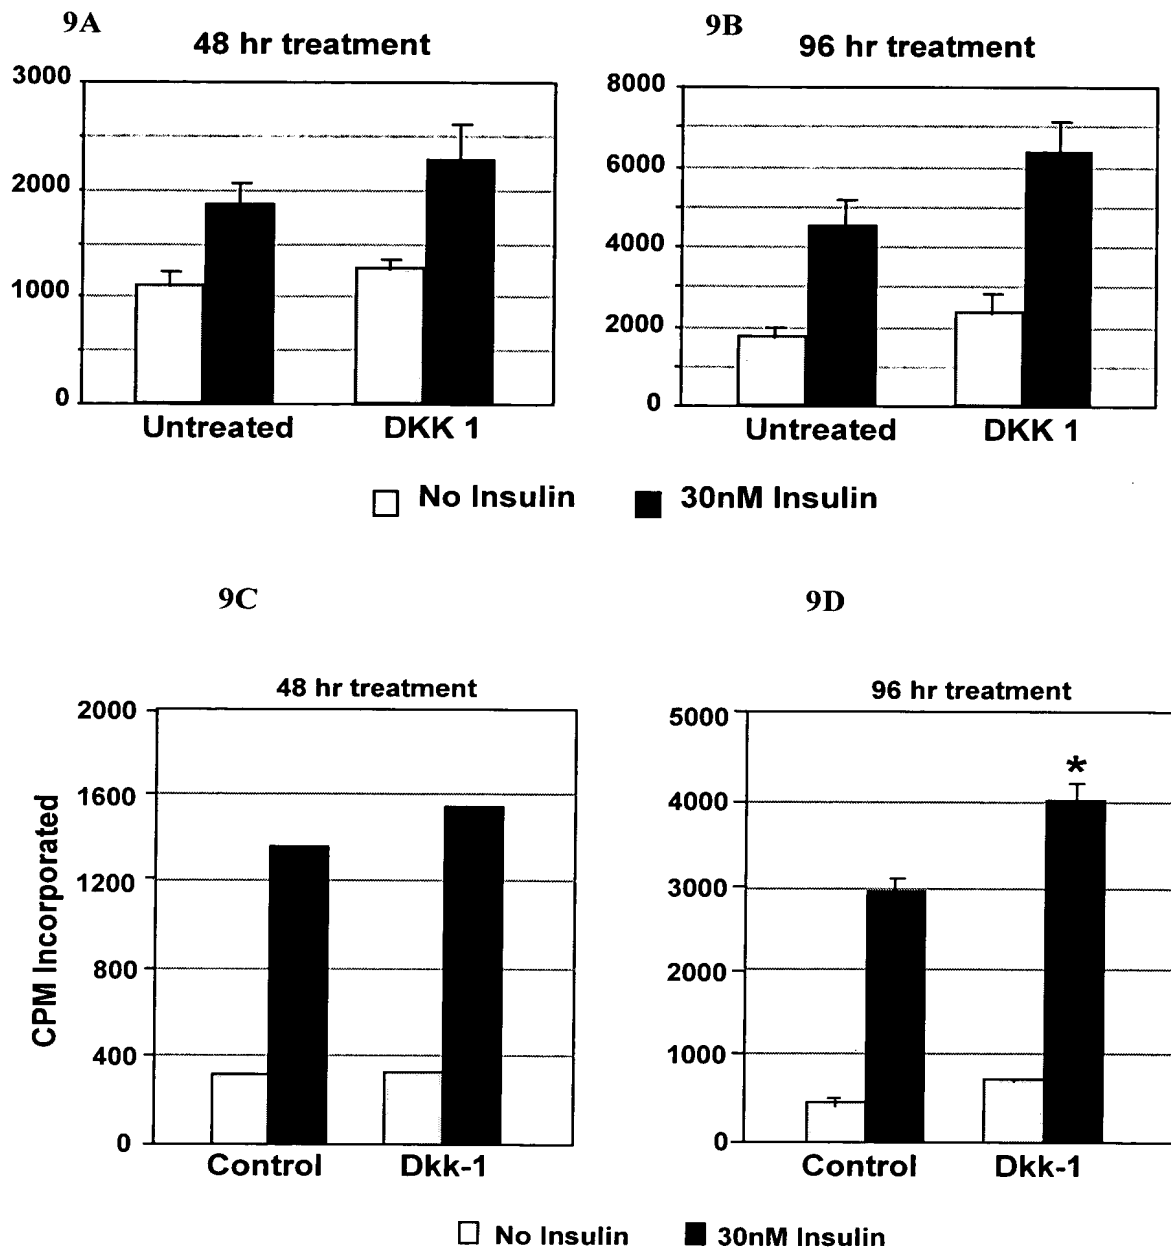 9A
48 hr treatment
3000
2000
1000
0
Untreated DKK 1
9B
96 hr treatment
8000
6000
4000
2000
0
Untreated DKK 1
No Insulin 30nM Insulin
9C
48 hr treatment
CPM Incorporated
2000
1600
1200
800
400
0
Control Dkk-1
9D
96 hr treatment
5000
4000
3000
2000
1000
0
*
Control Dkk-1
No Insulin 30nM Insulin